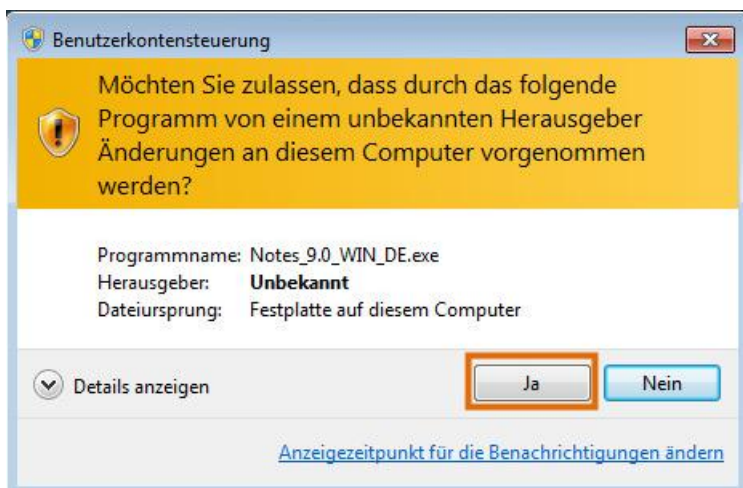 Benutzerkontensteuerung
Möchten Sie zulassen, dass durch das folgende
Programm von einem unbekannten Herausgeber
Änderungen an diesem Computer vorgenommen
werden?
Programmname: Notes_9.0_WIN_DE.exe
Herausgeber: Unbekannt
Dateiursprung: Festplatte auf diesem Computer
Details anzeigen Ja Nein
Anzeigezeitpunkt für die Benachrichtigungen ändern